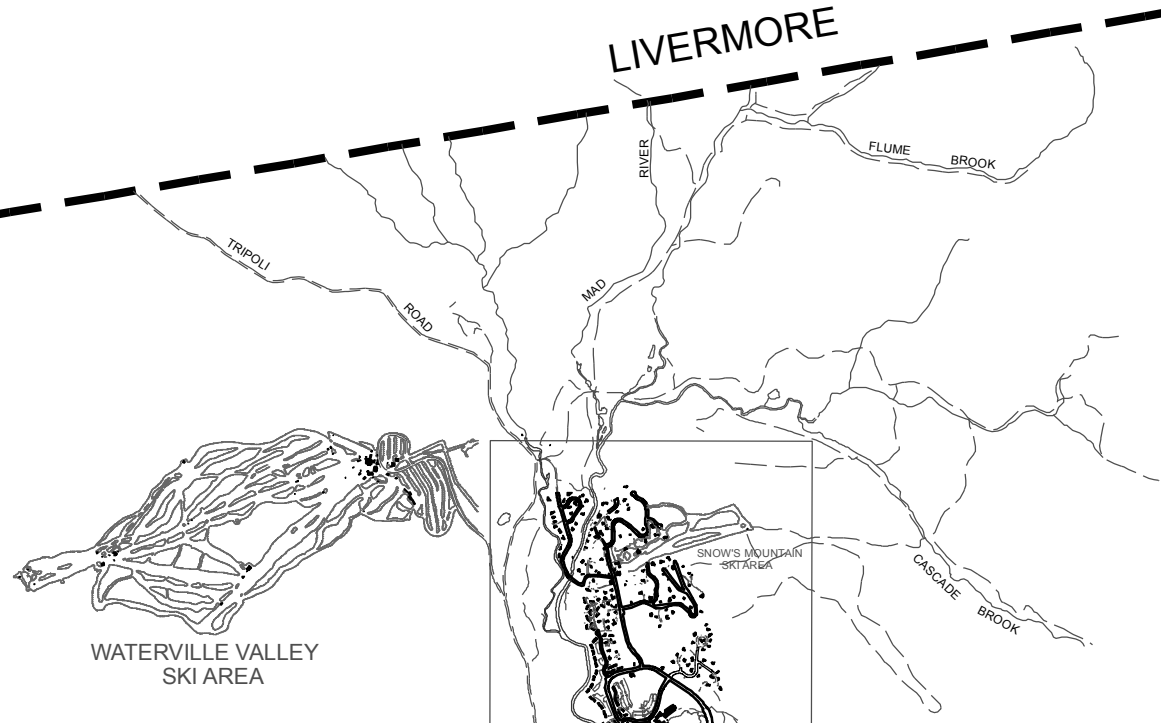 LIVERMORE
RIVER
FLUME BROOK
TRIPOLI
ROAD
MAD
SNOW'S MOUNTAIN
SKI AREA
CASCADE
BROOK
WATERVILLE VALLEY
SKI AREA